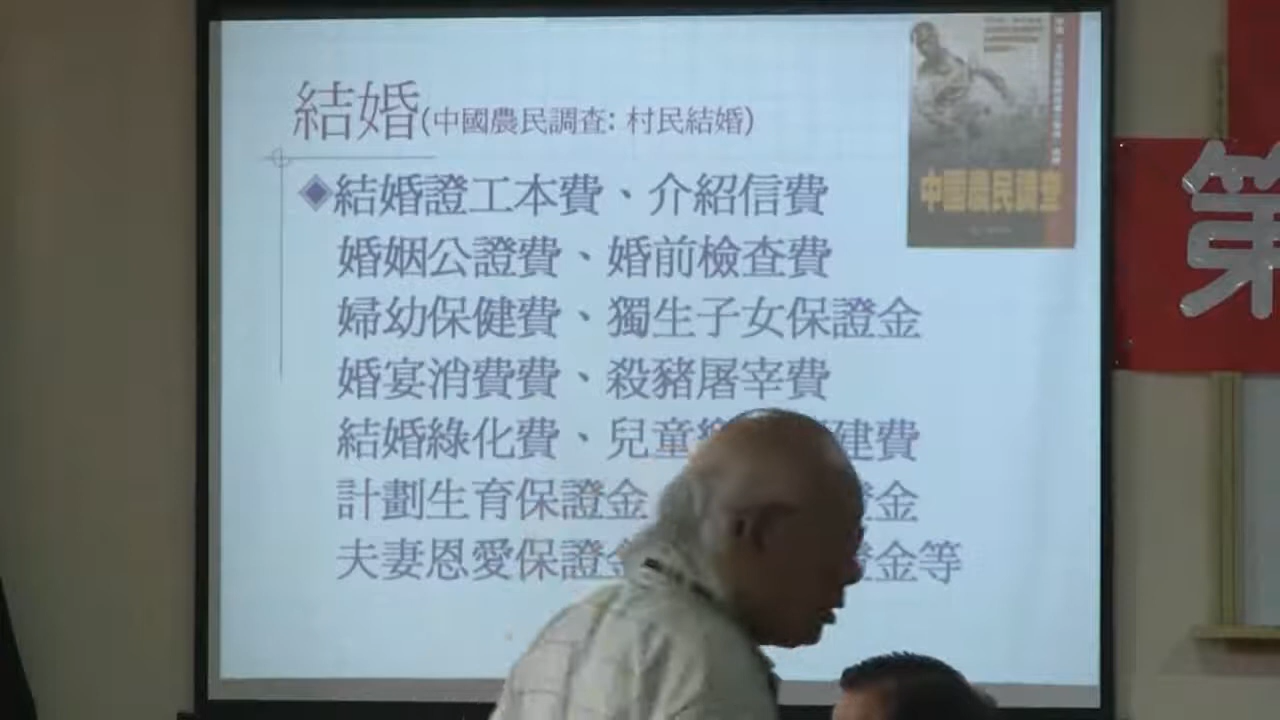 結婚(中國農民調查: 村民結婚)
結婚證工本費、介紹信費
婚姻公證費、婚前檢查費
婦幼保健費、獨生子女保證金
婚宴消費費、殺豬屠宰費
結婚綠化費、兒童 建費
計劃生育保證金 證金
夫妻恩愛保證金 證金等
中國農民調查
第